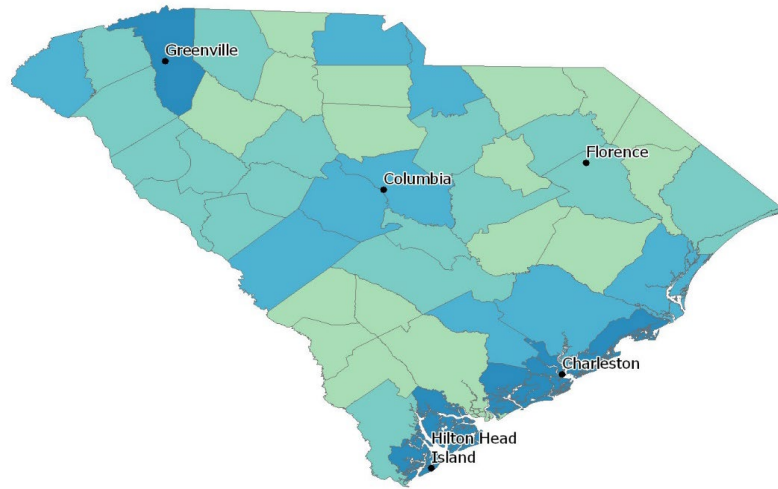 Greenville
Florence
Columbia
Charleston
Hilton Head
Island